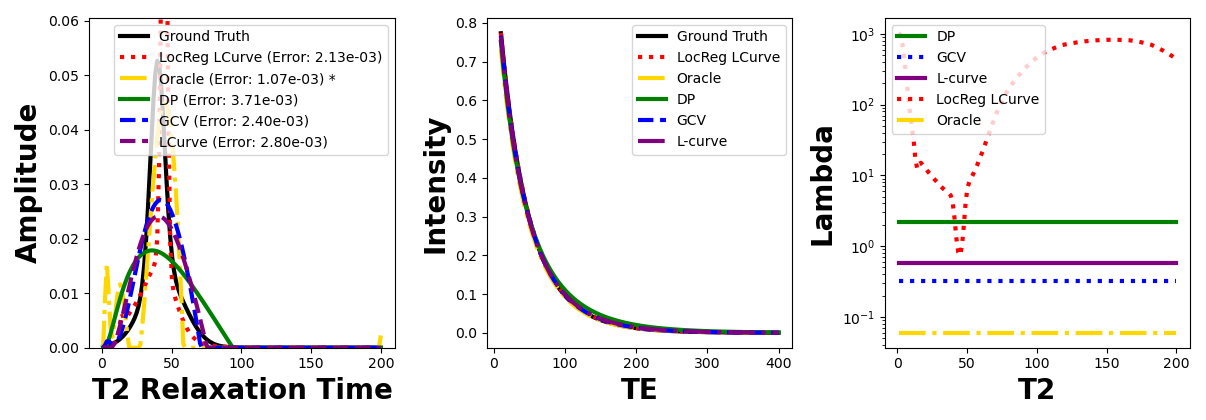 0.06
0.05
0.04
0.03
0.02
0.01
0.00
Amplitude
Ground Truth
LocReg LCurve (Error: 2.13e-03)
Oracle (Error: 1.07e-03) *
DP (Error: 3.71e-03)
GCV (Error: 2.40e-03)
LCurve (Error: 2.80e-03)
0 50 100 150 200
T2 Relaxation Time
0.8
0.7
0.6
0.5
0.4
0.3
0.2
0.1
0.0
Intensity
Ground Truth
LocReg LCurve
Oracle
DP
GCV
L-curve
0 100 200 300 400
TE
10³
10²
10¹
10⁰
10⁻¹
Lambda
DP
GCV
L-curve
LocReg LCurve
Oracle
0 50 100 150 200
T2